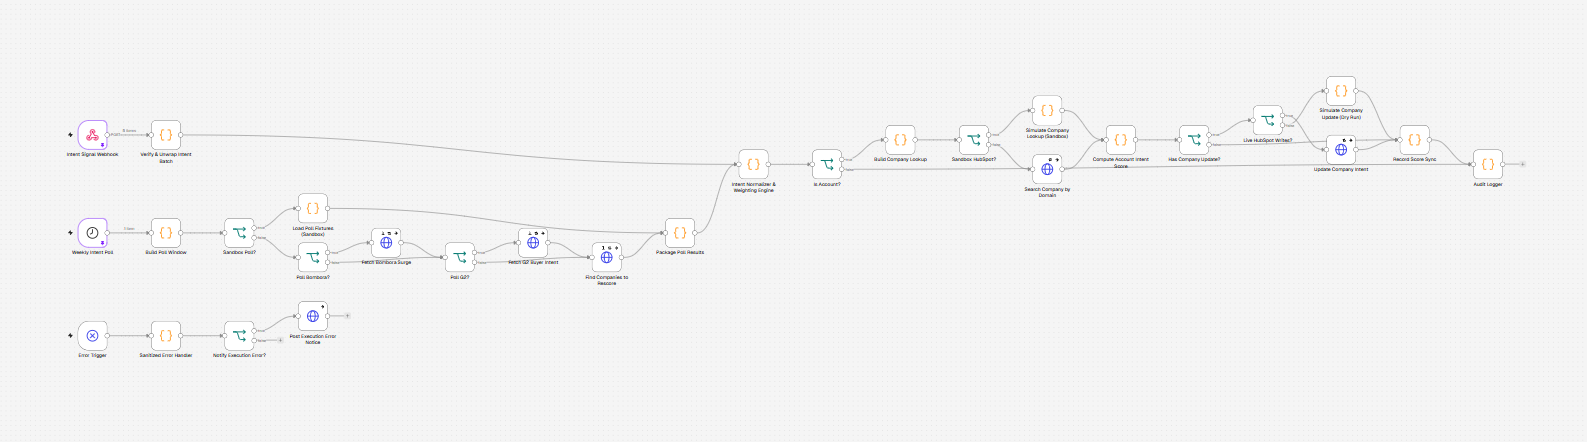 Intent Signal Webhook
Verify & Unwrap Intent
Batch
Weekly Intent Poll
Build Poll Window
Sandbox Poll?
Load Poll Fixtures
(Sandbox)
Poll Bombora?
Fetch Bombora Surge
Poll G2?
Fetch G2 Buyer Intent
Find Companies to
Rescore
Package Poll Results
Error Trigger
Sanitized Error Handler
Notify Execution Error?
Post Execution Error
Notice
Intent Normalizer &
Weighting Engine
Is Account?
Build Company Lookup
Sandbox HubSpot?
Simulate Company
Lookup (Sandbox)
Search Company by
Domain
Compute Account Intent
Score
Has Company Update?
Live HubSpot Writes?
Simulate Company
Update (Dry Run)
Update Company Intent
Record Score Sync
Audit Logger